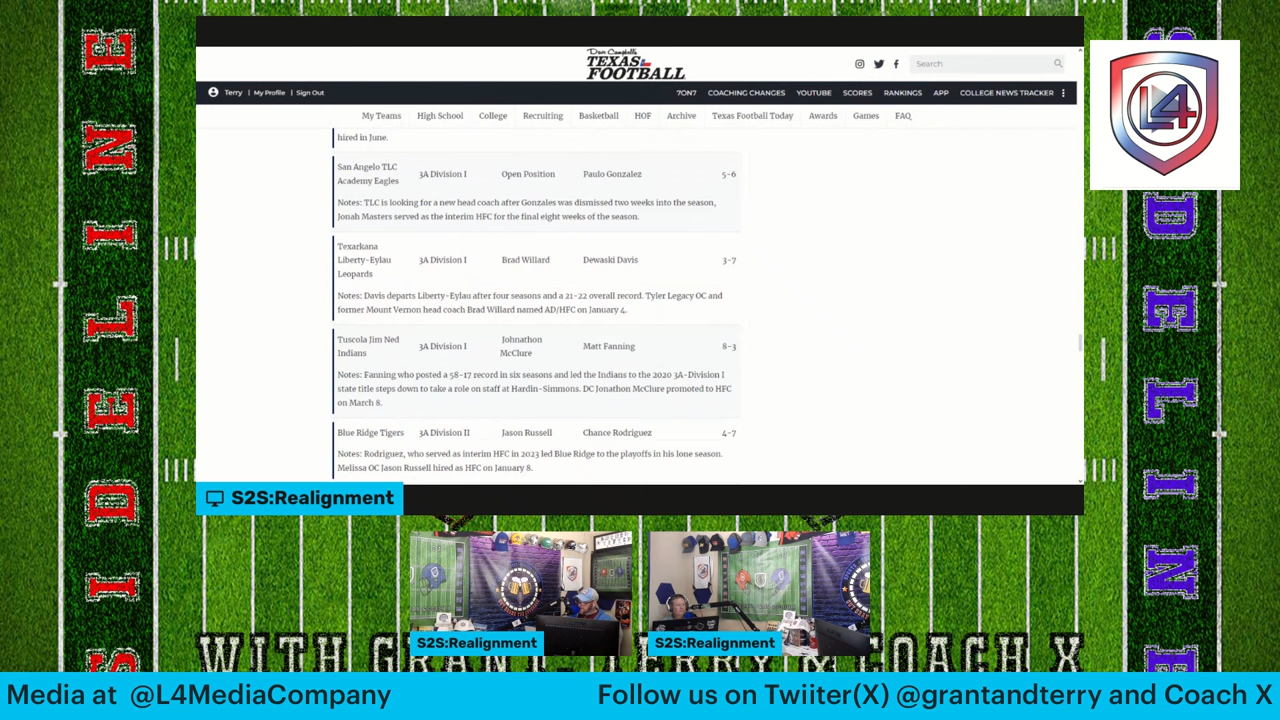 Dave Campbell's
TEXAS
FOOTBALL
Search
Terry | My Profile | Sign Out
7ON7 COACHING CHANGES YOUTUBE SCORES RANKINGS APP COLLEGE NEWS TRACKER
My Teams High School College Recruiting Basketball HOF Archive Texas Football Today Awards Games FAQ
hired in June.
San Angelo TLC
Academy Eagles 3A Division I Open Position Paulo Gonzalez 5-6
Notes: TLC is looking for a new head coach after Gonzales was dismissed two weeks into the season,
Jonah Masters served as the interim HFC for the final eight weeks of the season.
Texarkana
Liberty-Eylau 3A Division I Brad Willard Dewaski Davis 3-7
Leopards
Notes: Davis departs Liberty-Eylau after four seasons and a 21-22 overall record. Tyler Legacy OC and
former Mount Vernon head coach Brad Willard named AD/HFC on January 4.
Tuscola Jim Ned 3A Division I Johnathon Matt Fanning 8-3
Indians McClure
Notes: Fanning who posted a 58-17 record in six seasons and led the Indians to the 2020 3A-Division I
state title steps down to take a role on staff at Hardin-Simmons. DC Jonathon McClure promoted to HFC
on March 8.
Blue Ridge Tigers 3A Division II Jason Russell Chance Rodriguez 4-7
Notes: Rodriguez, who served as interim HFC in 2023 led Blue Ridge to the playoffs in his lone season.
Melissa OC Jason Russell hired as HFC on January 8.
L4
S2S:Realignment
S2S:Realignment
S2S:Realignment
SIDELINE
S DELINE
WITH GRANT, TERRY & COACH X
Media at @L4MediaCompany Follow us on Twiiter(X) @grantandterry and Coach X